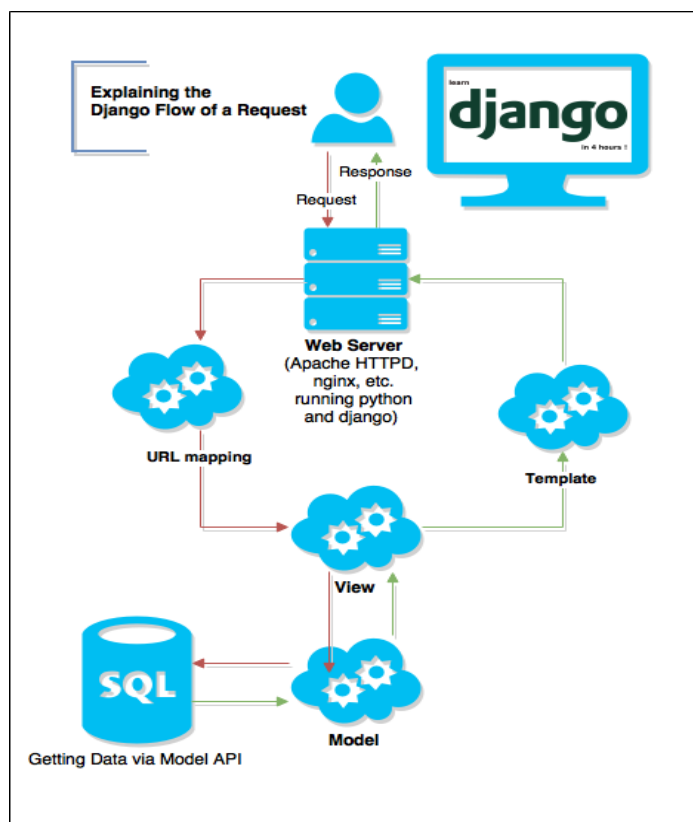 Explaining the
Django Flow of a Request
learn
django
in 4 hours !
Response
Request
Web Server
(Apache HTTPD,
nginx, etc.
running python
and django)
URL mapping
Template
View
SQL
Model
Getting Data via Model API